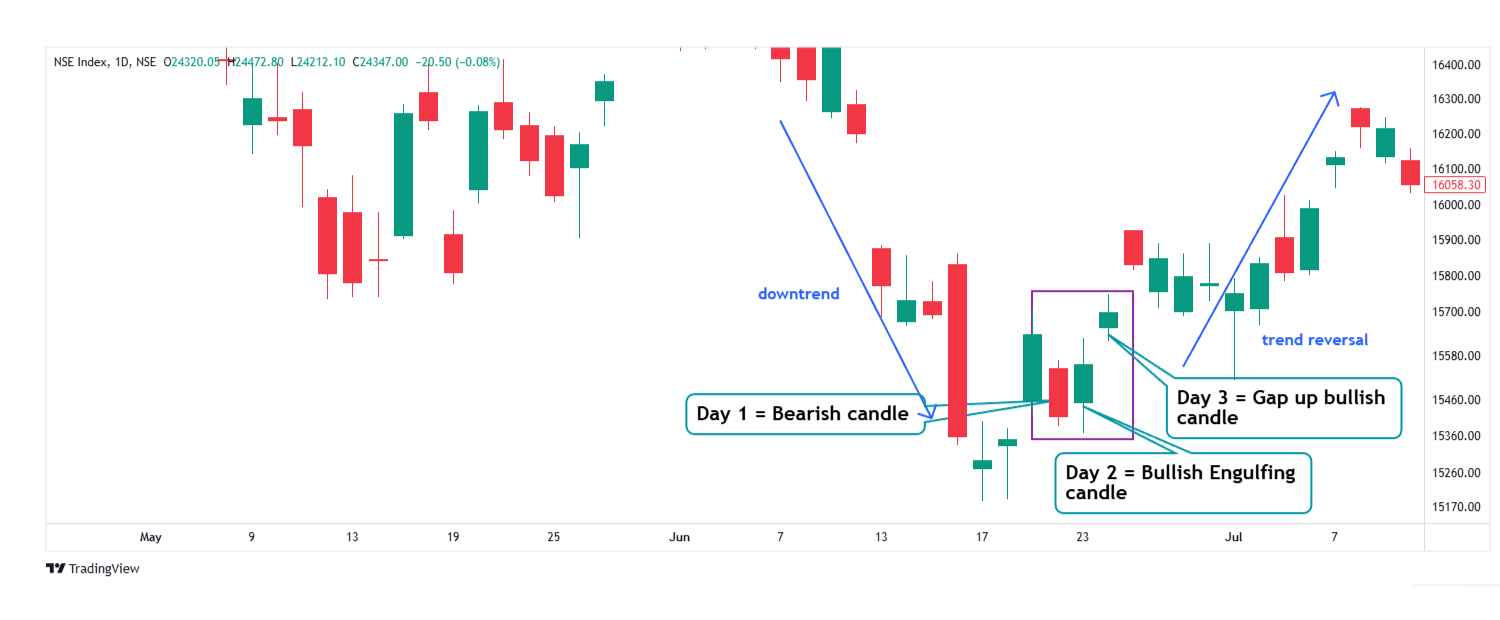 NSE Index, 1D, NSE O24320.05 H24472.80 L24212.10 C24347.00 −20.50 (−0.08%)
16400.00
16300.00
16200.00
16100.00
16058.30
16000.00
15900.00
15800.00
downtrend
15700.00
trend reversal
15580.00
Day 1 = Bearish candle
Day 3 = Gap up bullish
candle
15460.00
15360.00
Day 2 = Bullish Engulfing
candle
15260.00
15170.00
May 9 13 19 25 Jun 7 13 17 23 Jul 7
TradingView